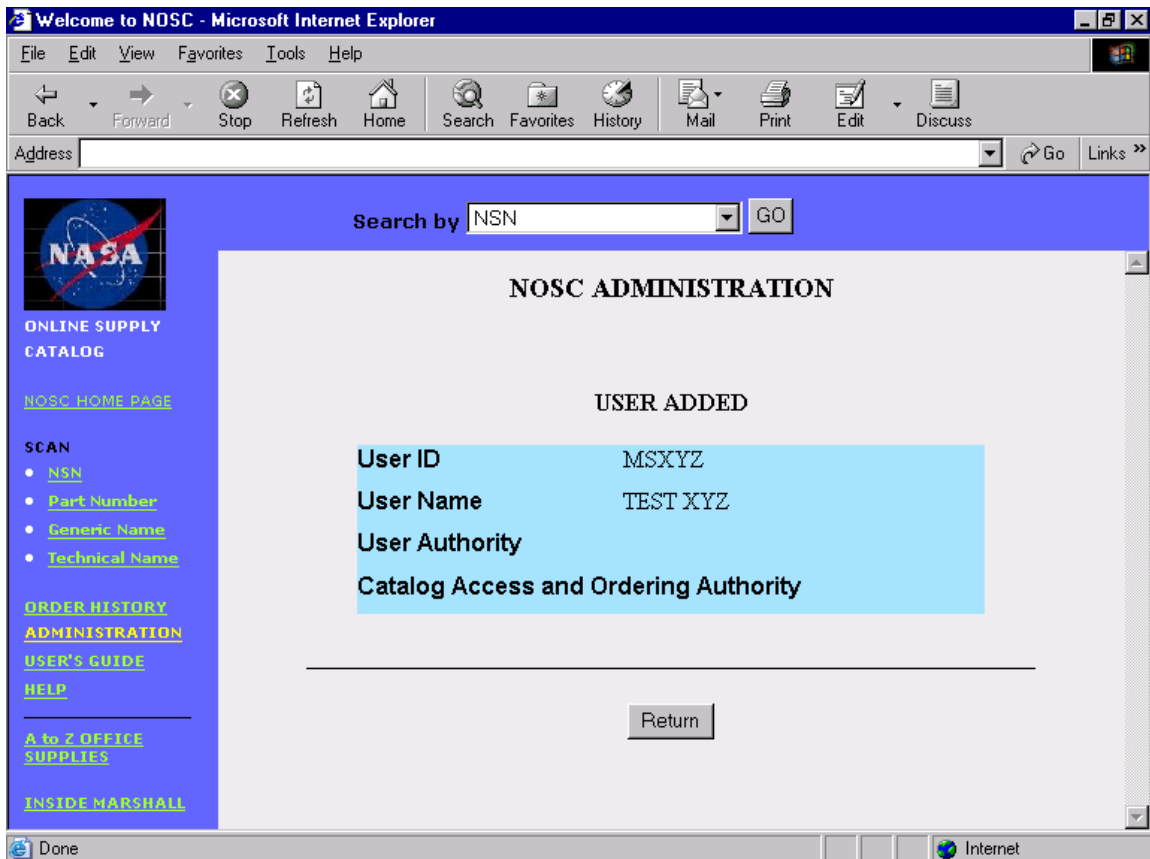 Welcome to NOSC - Microsoft Internet Explorer
File Edit View Favorites Tools Help
Back Forward Stop Refresh Home Search Favorites History Mail Print Edit Discuss
Address Go Links »
NASA
ONLINE SUPPLY
CATALOG
NOSC HOME PAGE
SCAN
NSN
Part Number
Generic Name
Technical Name
ORDER HISTORY
ADMINISTRATION
USER'S GUIDE
HELP
A to Z OFFICE
SUPPLIES
INSIDE MARSHALL
Search by NSN GO
NOSC ADMINISTRATION
USER ADDED
User ID MSXYZ
User Name TEST XYZ
User Authority
Catalog Access and Ordering Authority
Return
Done Internet